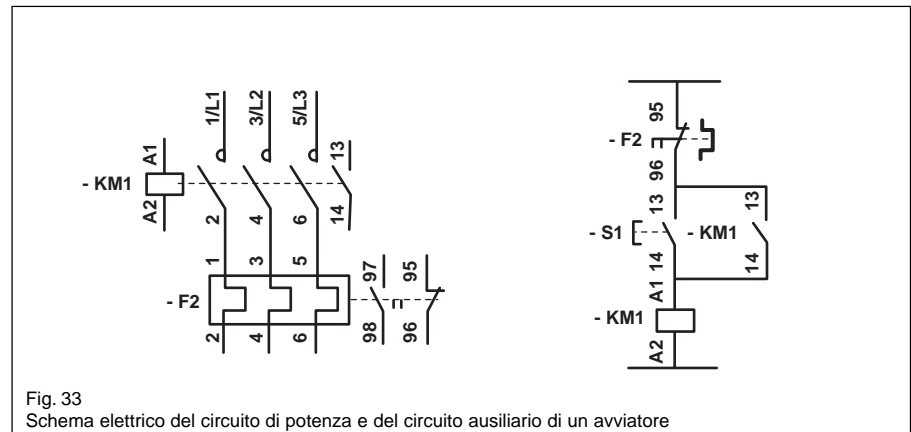 1/L1 3/L2 5/L3
A1 13
- KM1
A2 2 4 6 14
1 3 5
- F2 97 95
98 96
2 4 6
95
- F2
96
13 13
- S1 - KM1
14 14
A1
- KM1
A2
Fig. 33
Schema elettrico del circuito di potenza e del circuito ausiliario di un avviatore